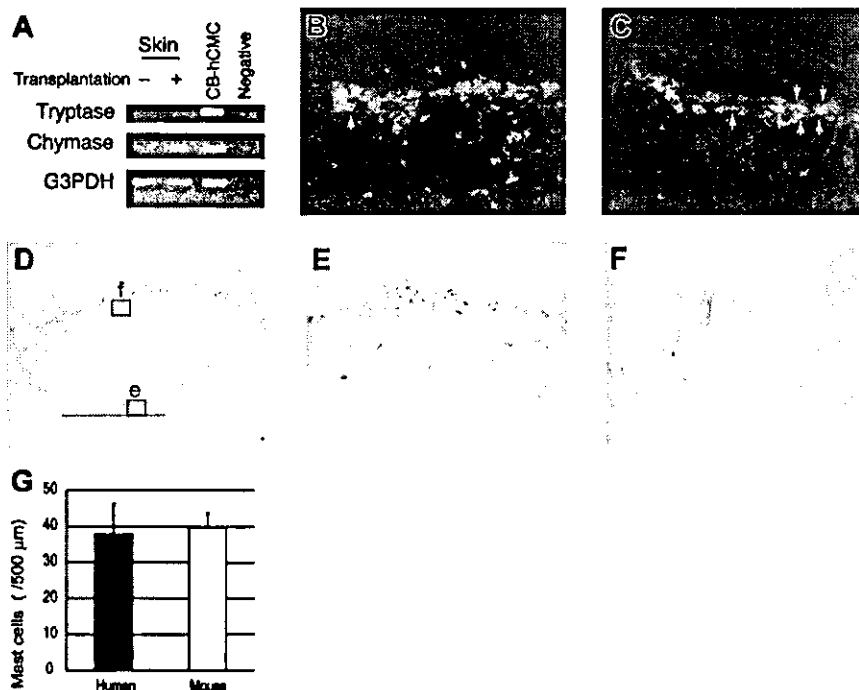 A
Skin
Transplantation - +
CB-hCMC
Negative
Tryptase
Chymase
G3PDH
B
C
D
f
e
E
F
G
Mast cells ( /500 µm)
50
40
30
20
10
0
Human
Mouse